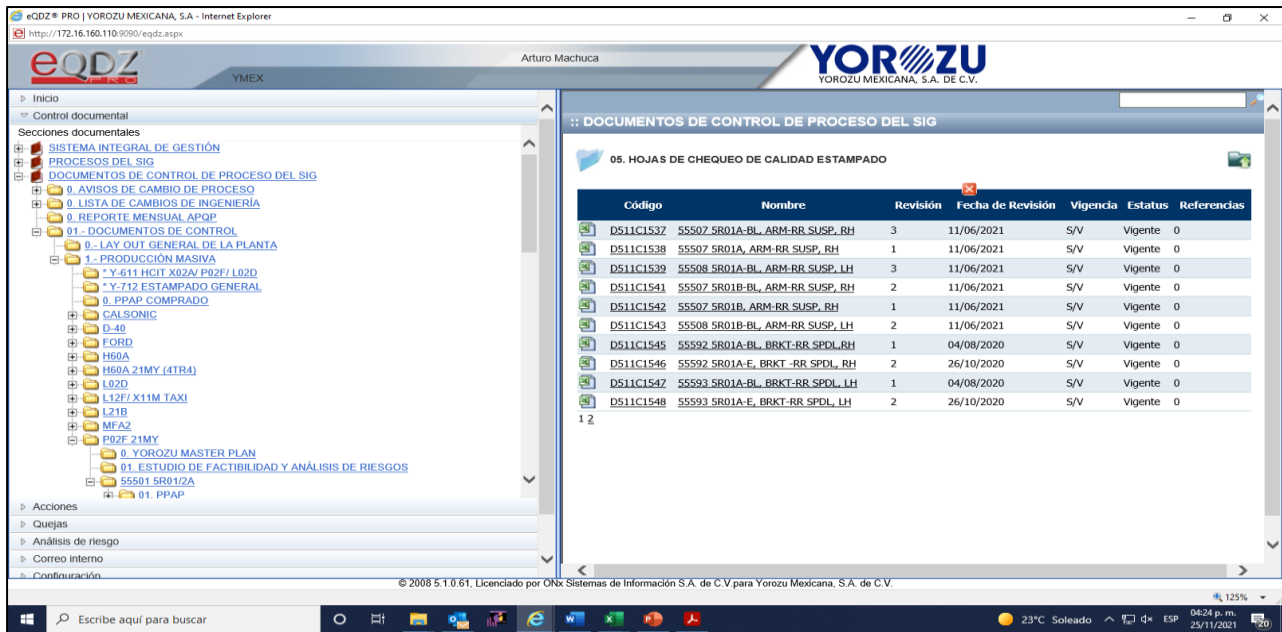 eQDZ® PRO | YOROZU MEXICANA, S.A - Internet Explorer
http://172.16.160.110:9090/eqdz.aspx
eQDZ
PRO
YMEX
Arturo Machuca
YOROZU
YOROZU MEXICANA, S.A. DE C.V.
Inicio
Control documental
Secciones documentales
SISTEMA INTEGRAL DE GESTIÓN
PROCESOS DEL SIG
DOCUMENTOS DE CONTROL DE PROCESO DEL SIG
0. AVISOS DE CAMBIO DE PROCESO
0. LISTA DE CAMBIOS DE INGENIERÍA
0. REPORTE MENSUAL APQP
01.- DOCUMENTOS DE CONTROL
0.- LAY OUT GENERAL DE LA PLANTA
1.- PRODUCCIÓN MASIVA
* Y-611 HCIT X02A/ P02F/ L02D
* Y-712 ESTAMPADO GENERAL
0. PPAP COMPRADO
CALSONIC
D-40
FORD
H60A
H60A 21MY (4TR4)
L02D
L12F/ X11M TAXI
L21B
MFA2
P02F 21MY
0. YOROZU MASTER PLAN
01. ESTUDIO DE FACTIBILIDAD Y ANÀLISIS DE RIESGOS
55501 5R01/2A
01. PPAP
Acciones
Quejas
Análisis de riesgo
Correo interno
Configuración
:: DOCUMENTOS DE CONTROL DE PROCESO DEL SIG
05. HOJAS DE CHEQUEO DE CALIDAD ESTAMPADO
Código Nombre Revisión Fecha de Revisión Vigencia Estatus Referencias
D511C1537 55507 5R01A-BL, ARM-RR SUSP, RH 3 11/06/2021 S/V Vigente 0
D511C1538 55507 5R01A, ARM-RR SUSP, RH 1 11/06/2021 S/V Vigente 0
D511C1539 55508 5R01A-BL, ARM-RR SUSP, LH 3 11/06/2021 S/V Vigente 0
D511C1541 55507 5R01B-BL, ARM-RR SUSP, RH 2 11/06/2021 S/V Vigente 0
D511C1542 55507 5R01B, ARM-RR SUSP, RH 1 11/06/2021 S/V Vigente 0
D511C1543 55508 5R01B-BL, ARM-RR SUSP, LH 2 11/06/2021 S/V Vigente 0
D511C1545 55592 5R01A-BL, BRKT-RR SPDL,RH 1 04/08/2020 S/V Vigente 0
D511C1546 55592 5R01A-E, BRKT -RR SPDL, RH 2 26/10/2020 S/V Vigente 0
D511C1547 55593 5R01A-BL, BRKT-RR SPDL, LH 1 04/08/2020 S/V Vigente 0
D511C1548 55593 5R01A-E, BRKT-RR SPDL, LH 2 26/10/2020 S/V Vigente 0
1 2
© 2008 5.1.0.61, Licenciado por ONx Sistemas de Información S.A. de C.V.para Yorozu Mexicana, S.A. de C.V.
125%
Escribe aquí para buscar
23°C Soleado
ESP
04:24 p. m.
25/11/2021
20